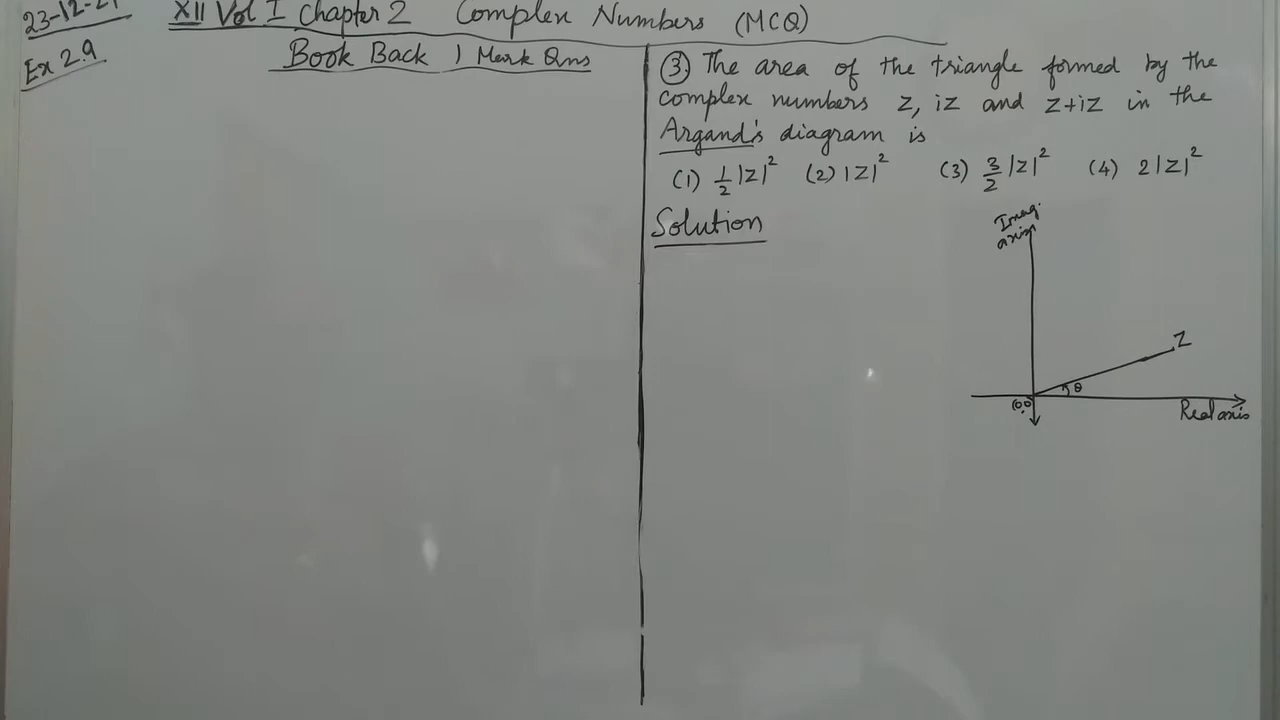 23-12-21
XII Vol I Chapter 2 Complex Numbers (MCQ)
Ex 2.9
Book Back 1 Mark Qns
③ The area of the triangle formed by the
complex numbers z, iz and z+iz in the
Argand's diagram is
(1) 1/2 |z|² (2) |z|² (3) 3/2 |z|² (4) 2|z|²
Solution
Imag.
axis
Z
θ
(0,0)
Real axis